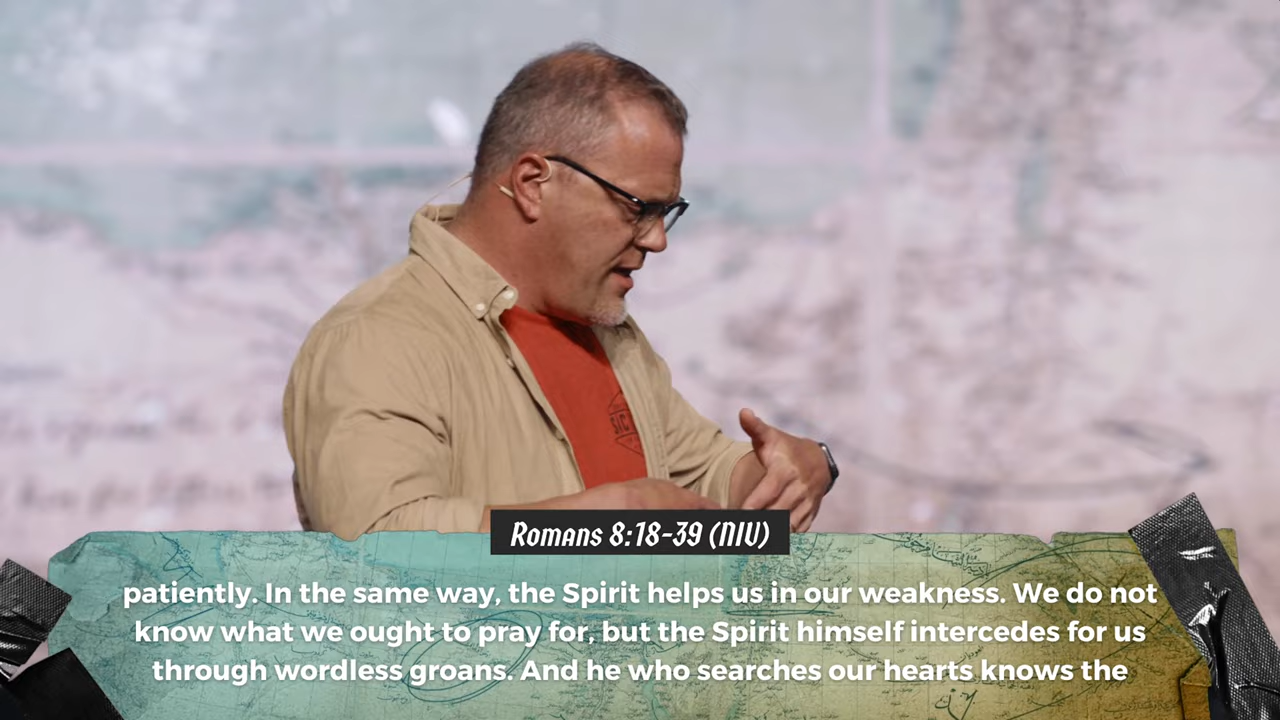 SIC
Romans 8:18-39 (NIV)
patiently. In the same way, the Spirit helps us in our weakness. We do not
know what we ought to pray for, but the Spirit himself intercedes for us
through wordless groans. And he who searches our hearts knows the